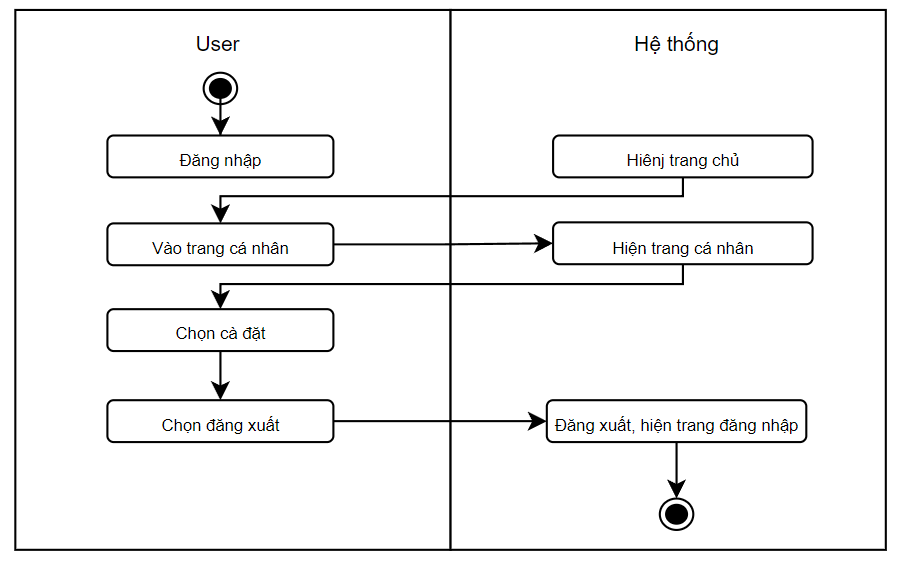 User
Hệ thống
Đăng nhập
Hiênj trang chủ
Vào trang cá nhân
Hiện trang cá nhân
Chọn cà đặt
Chọn đăng xuất
Đăng xuất, hiện trang đăng nhập